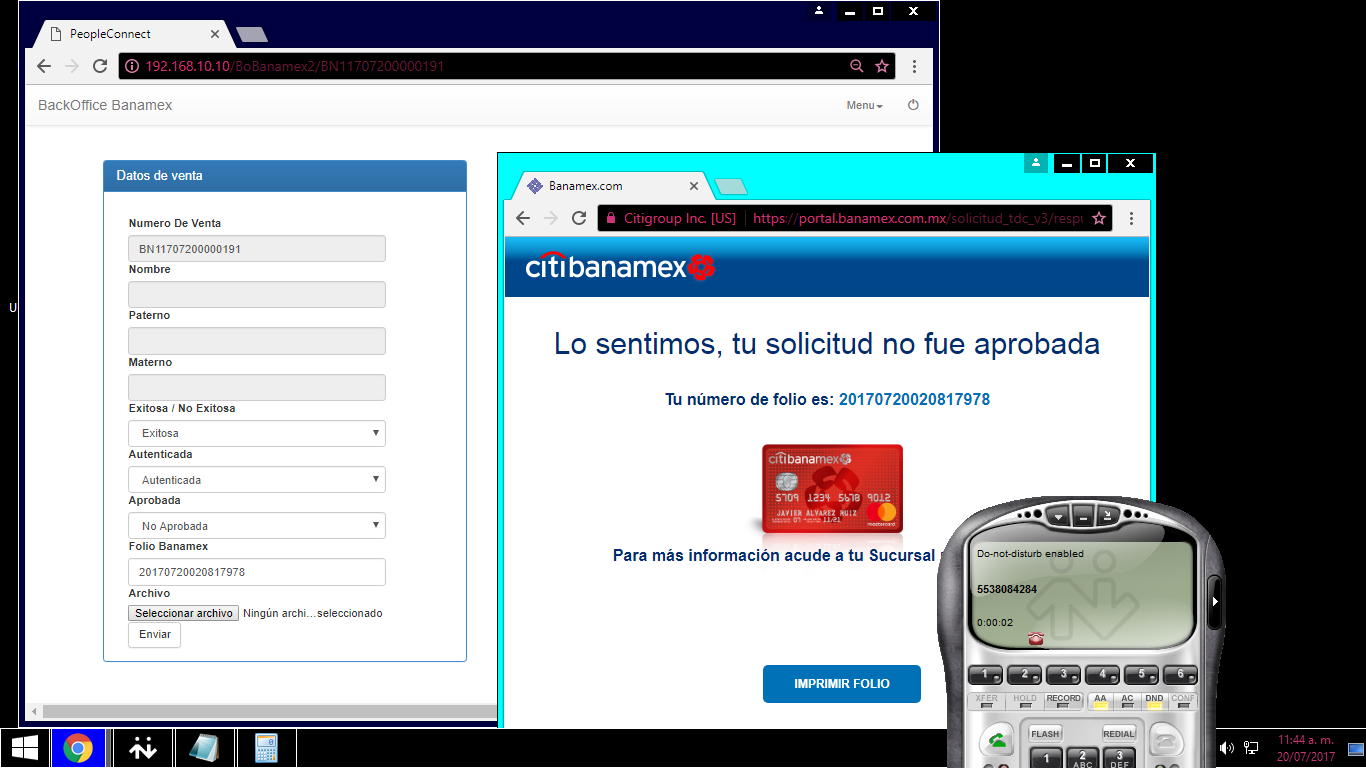 PeopleConnect
192.168.10.10/BoBanamex2/BN11707200000191
BackOffice Banamex
Menu
Datos de venta
Numero De Venta
BN11707200000191
Nombre
Paterno
Materno
Exitosa / No Exitosa
Exitosa
Autenticada
Autenticada
Aprobada
No Aprobada
Folio Banamex
20170720020817978
Archivo
Seleccionar archivo Ningún archi...seleccionado
Enviar
U
Banamex.com
Citigroup Inc. [US] https://portal.banamex.com.mx/solicitud_tdc_v3/respu
citibanamex
Lo sentimos, tu solicitud no fue aprobada
Tu número de folio es: 20170720020817978
citibanamex
5709 1234 5678 9012
JAVIER ALVAREZ RUIZ
07 11/21
mastercard
Para más información acude a tu Sucursal
IMPRIMIR FOLIO
Do-not-disturb enabled
5538084284
0:00:02
1 2 3 4 5 6
XFER HOLD RECORD AA AC DND CONF
FLASH REDIAL
1 2 3
ABC DEF
11:44 a. m.
20/07/2017